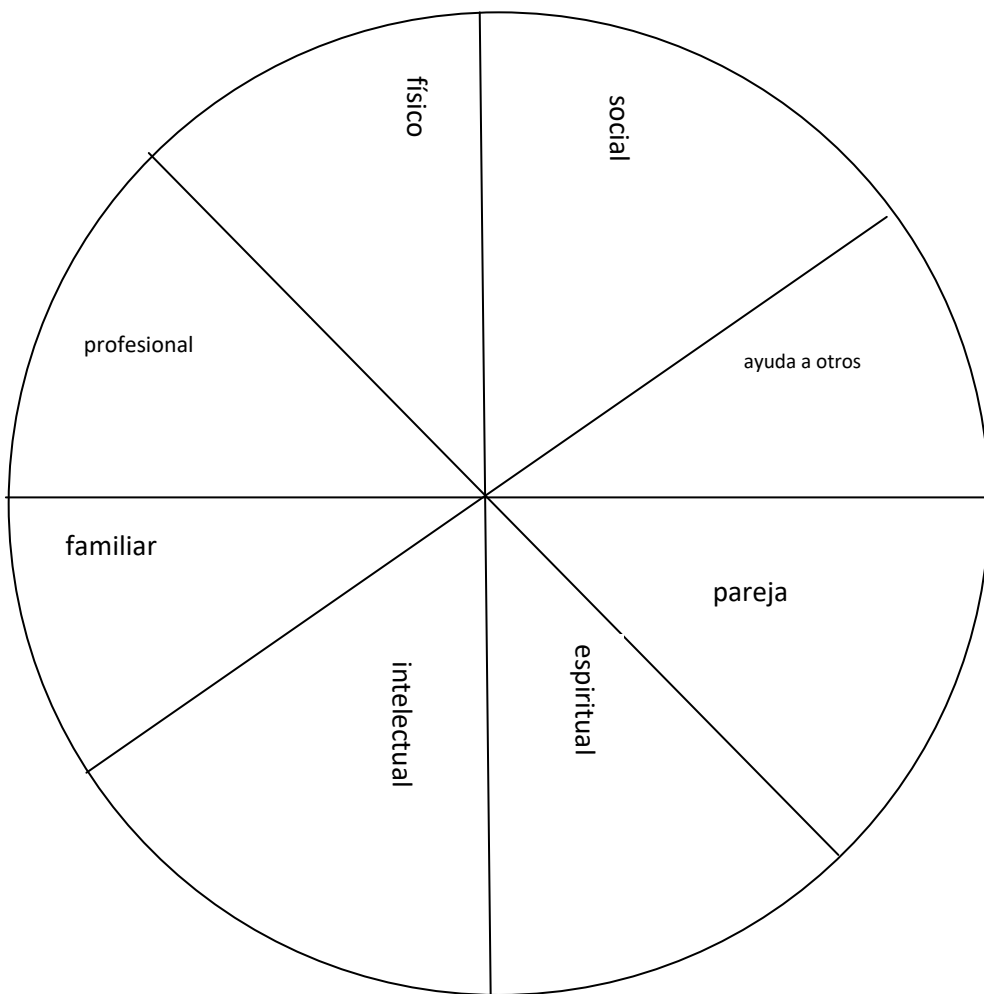 físico
social
profesional
ayuda a otros
familiar
pareja
intelectual
espiritual